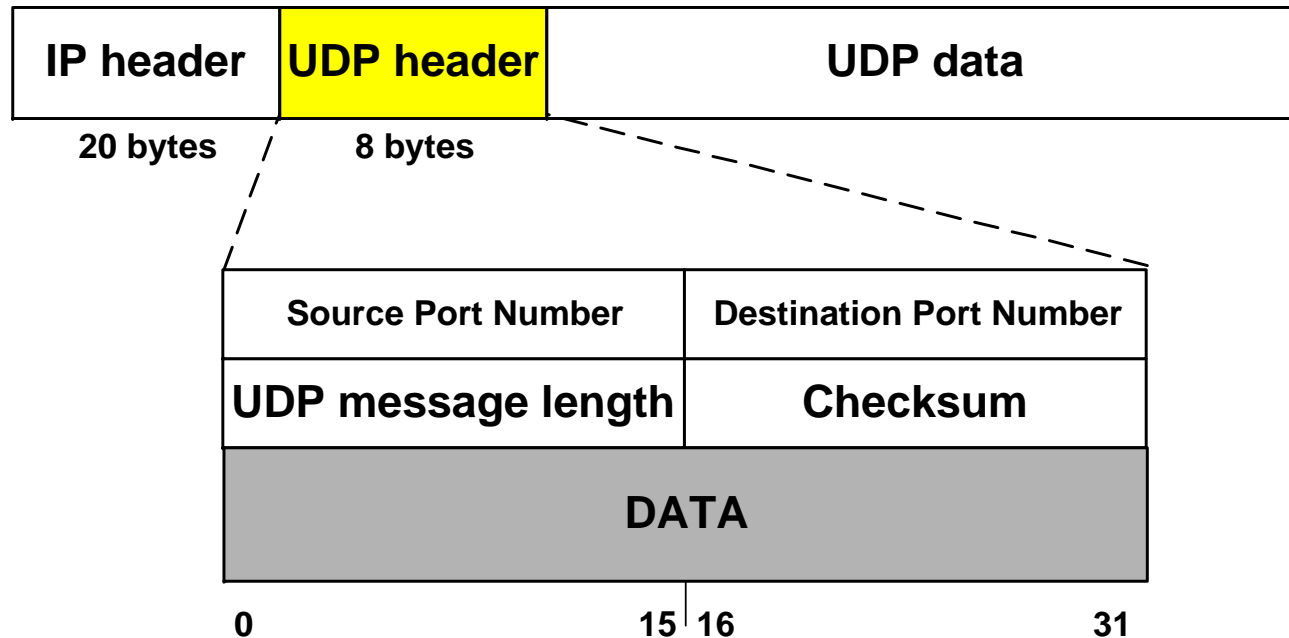 IP header UDP header UDP data
20 bytes 8 bytes
Source Port Number Destination Port Number
UDP message length Checksum
DATA
0 15 16 31